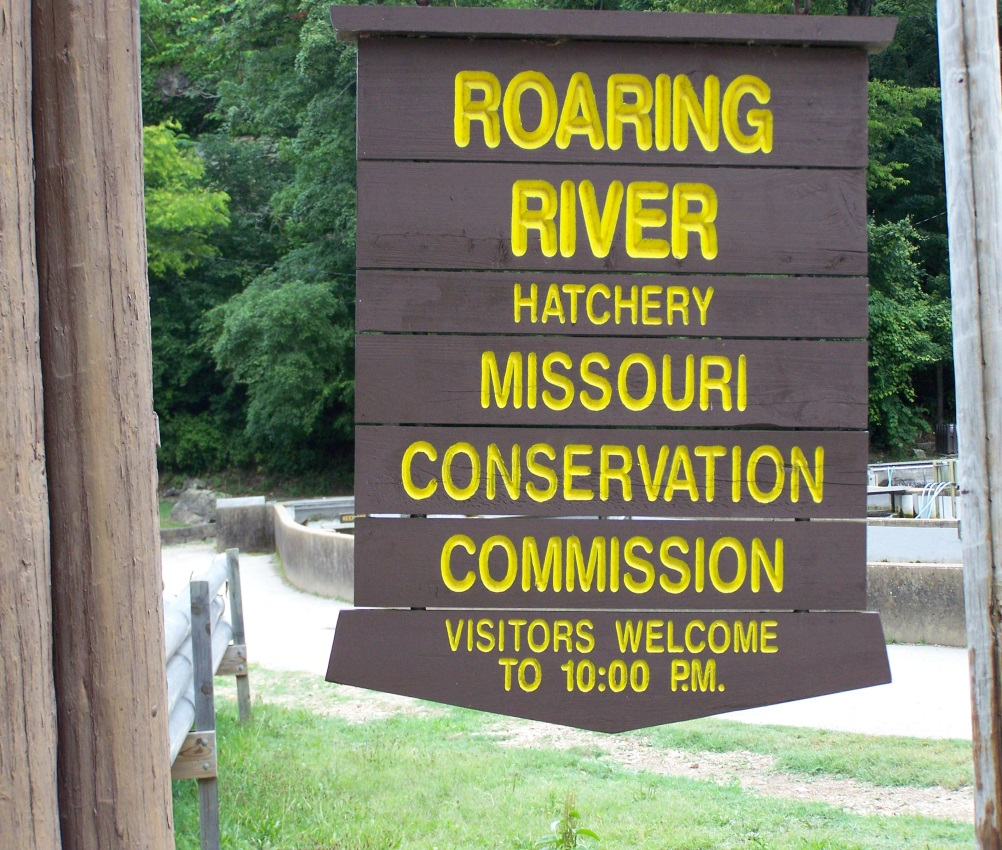 ROARING
RIVER
HATCHERY
MISSOURI
CONSERVATION
COMMISSION
VISITORS WELCOME
TO 10:00 P.M.